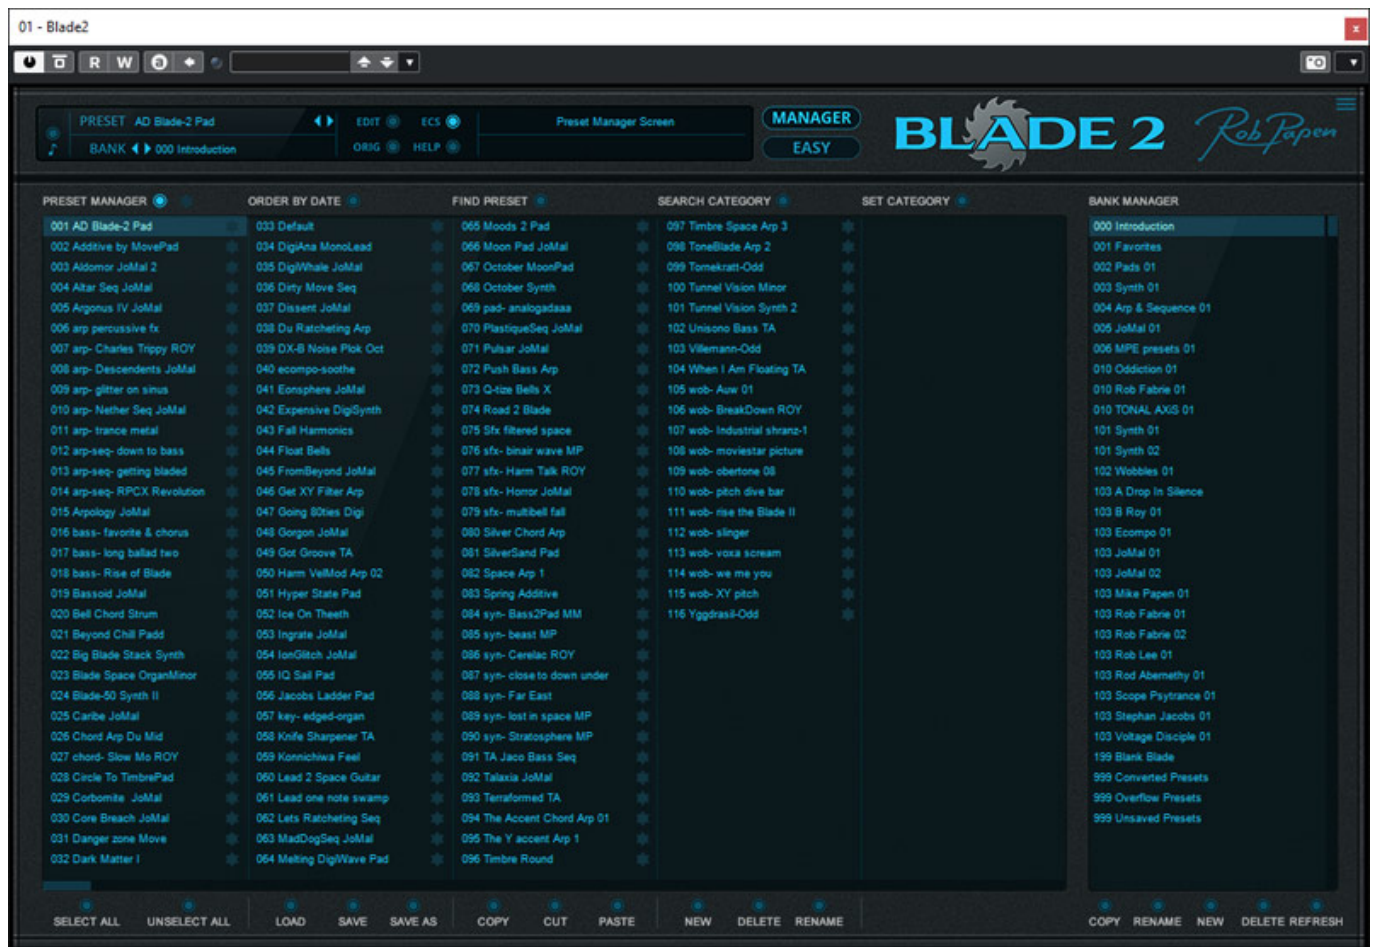 01 - Blade2
R W
PRESET AD Blade-2 Pad
EDIT
ECS
Preset Manager Screen
BANK 000 Introduction
ORIG
HELP
MANAGER
EASY
BLADE 2
Rob Papen
PRESET MANAGER
001 AD Blade-2 Pad
002 Additive by MovePad
003 Aldomor JoMal 2
004 Altar Seq JoMal
005 Argonus IV JoMal
006 arp percussive fx
007 arp- Charles Trippy ROY
008 arp- Descendents JoMal
009 arp- glitter on sinus
010 arp- Nether Seq JoMal
011 arp- trance metal
012 arp-seq- down to bass
013 arp-seq- getting bladed
014 arp-seq- RPCX Revolution
015 Arpology JoMal
016 bass- favorite & chorus
017 bass- long ballad two
018 bass- Rise of Blade
019 Bassoid JoMal
020 Bell Chord Strum
021 Beyond Chill Padd
022 Big Blade Stack Synth
023 Blade Space OrganMinor
024 Blade-50 Synth II
025 Caribe JoMal
026 Chord Arp Du Mid
027 chord- Slow Mo ROY
028 Circle To TimbrePad
029 Corbomite JoMal
030 Core Breach JoMal
031 Danger zone Move
032 Dark Matter I
ORDER BY DATE
033 Default
034 DigiAna MonoLead
035 DigiWhale JoMal
036 Dirty Move Seq
037 Dissent JoMal
038 Du Ratcheting Arp
039 DX-B Noise Plok Oct
040 ecompo-soothe
041 Eonsphere JoMal
042 Expensive DigiSynth
043 Fall Harmonics
044 Float Bells
045 FromBeyond JoMal
046 Get XY Filter Arp
047 Going 80ties Digi
048 Gorgon JoMal
049 Got Groove TA
050 Harm VelMod Arp 02
051 Hyper State Pad
052 Ice On Theeth
053 Ingrate JoMal
054 IonGlitch JoMal
055 IQ Sail Pad
056 Jacobs Ladder Pad
057 key- edged-organ
058 Knife Sharpener TA
059 Konnichiwa Feel
060 Lead 2 Space Guitar
061 Lead one note swamp
062 Lets Ratcheting Seq
063 MadDogSeq JoMal
064 Melting DigiWave Pad
FIND PRESET
065 Moods 2 Pad
066 Moon Pad JoMal
067 October MoonPad
068 October Synth
069 pad- analogadaaa
070 PlastiqueSeq JoMal
071 Pulsar JoMal
072 Push Bass Arp
073 Q-tize Bells X
074 Road 2 Blade
075 Sfx filtered space
076 sfx- binair wave MP
077 sfx- Harm Talk ROY
078 sfx- Horror JoMal
079 sfx- multibell fall
080 Silver Chord Arp
081 SilverSand Pad
082 Space Arp 1
083 Spring Additive
084 syn- Bass2Pad MM
085 syn- beast MP
086 syn- Cerelac ROY
087 syn- close to down under
088 syn- Far East
089 syn- lost in space MP
090 syn- Stratosphere MP
091 TA Jaco Bass Seq
092 Talaxia JoMal
093 Terraformed TA
094 The Accent Chord Arp 01
095 The Y accent Arp 1
096 Timbre Round
SEARCH CATEGORY
097 Timbre Space Arp 3
098 ToneBlade Arp 2
099 Tomekratt-Odd
100 Tunnel Vision Minor
101 Tunnel Vision Synth 2
102 Unisono Bass TA
103 Villemann-Odd
104 When I Am Floating TA
105 wob- Auw 01
106 wob- BreakDown ROY
107 wob- Industrial shranz-1
108 wob- moviestar picture
109 wob- obertone 08
110 wob- pitch dive bar
111 wob- rise the Blade II
112 wob- slinger
113 wob- voxa scream
114 wob- we me you
115 wob- XY pitch
116 Yggdrasil-Odd
SET CATEGORY
BANK MANAGER
000 Introduction
001 Favorites
002 Pads 01
003 Synth 01
004 Arp & Sequence 01
005 JoMal 01
006 MPE presets 01
010 Oddiction 01
010 Rob Fabrie 01
010 TONAL AXiS 01
101 Synth 01
101 Synth 02
102 Wobbles 01
103 A Drop In Silence
103 B Roy 01
103 Ecompo 01
103 JoMal 01
103 JoMal 02
103 Mike Papen 01
103 Rob Fabrie 01
103 Rob Fabrie 02
103 Rob Lee 01
103 Rod Abernethy 01
103 Scope Psytrance 01
103 Stephan Jacobs 01
103 Voltage Disciple 01
199 Blank Blade
999 Converted Presets
999 Overflow Presets
999 Unsaved Presets
SELECT ALL
UNSELECT ALL
LOAD
SAVE
SAVE AS
COPY
CUT
PASTE
NEW
DELETE
RENAME
COPY
RENAME
NEW
DELETE
REFRESH